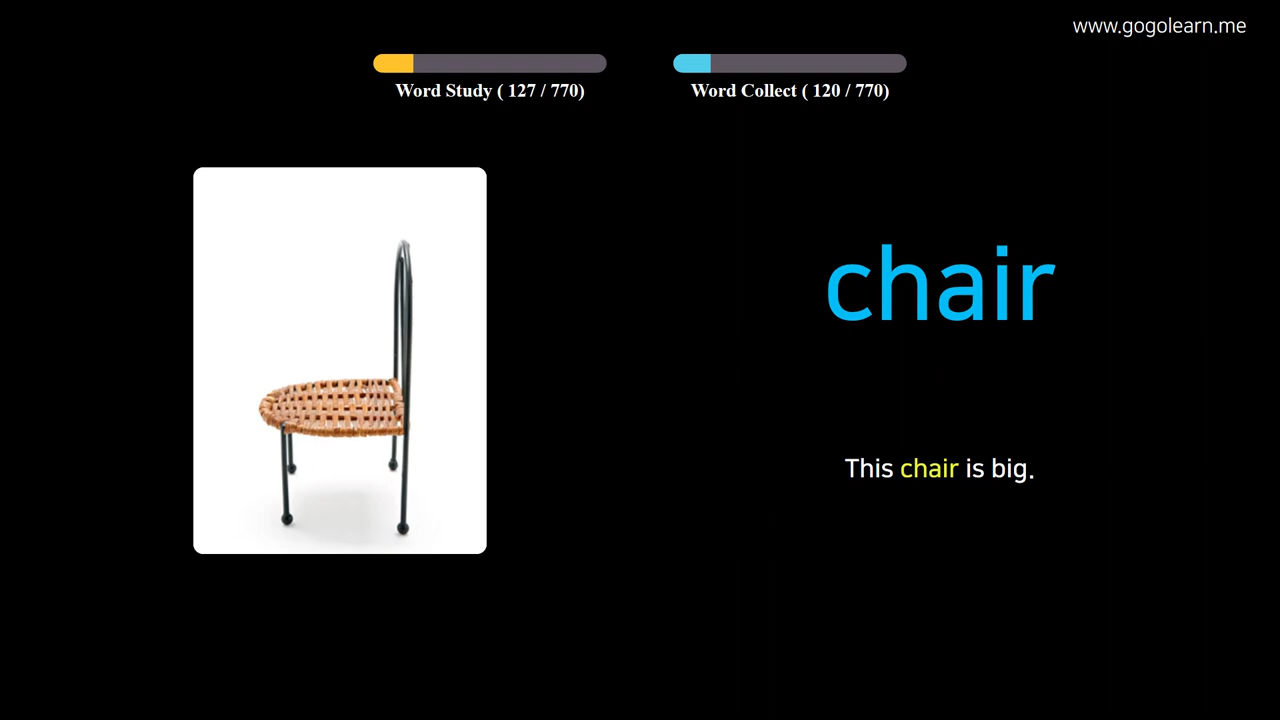 www.gogolearn.me
Word Study ( 127 / 770)
Word Collect ( 120 / 770)
chair
This chair is big.